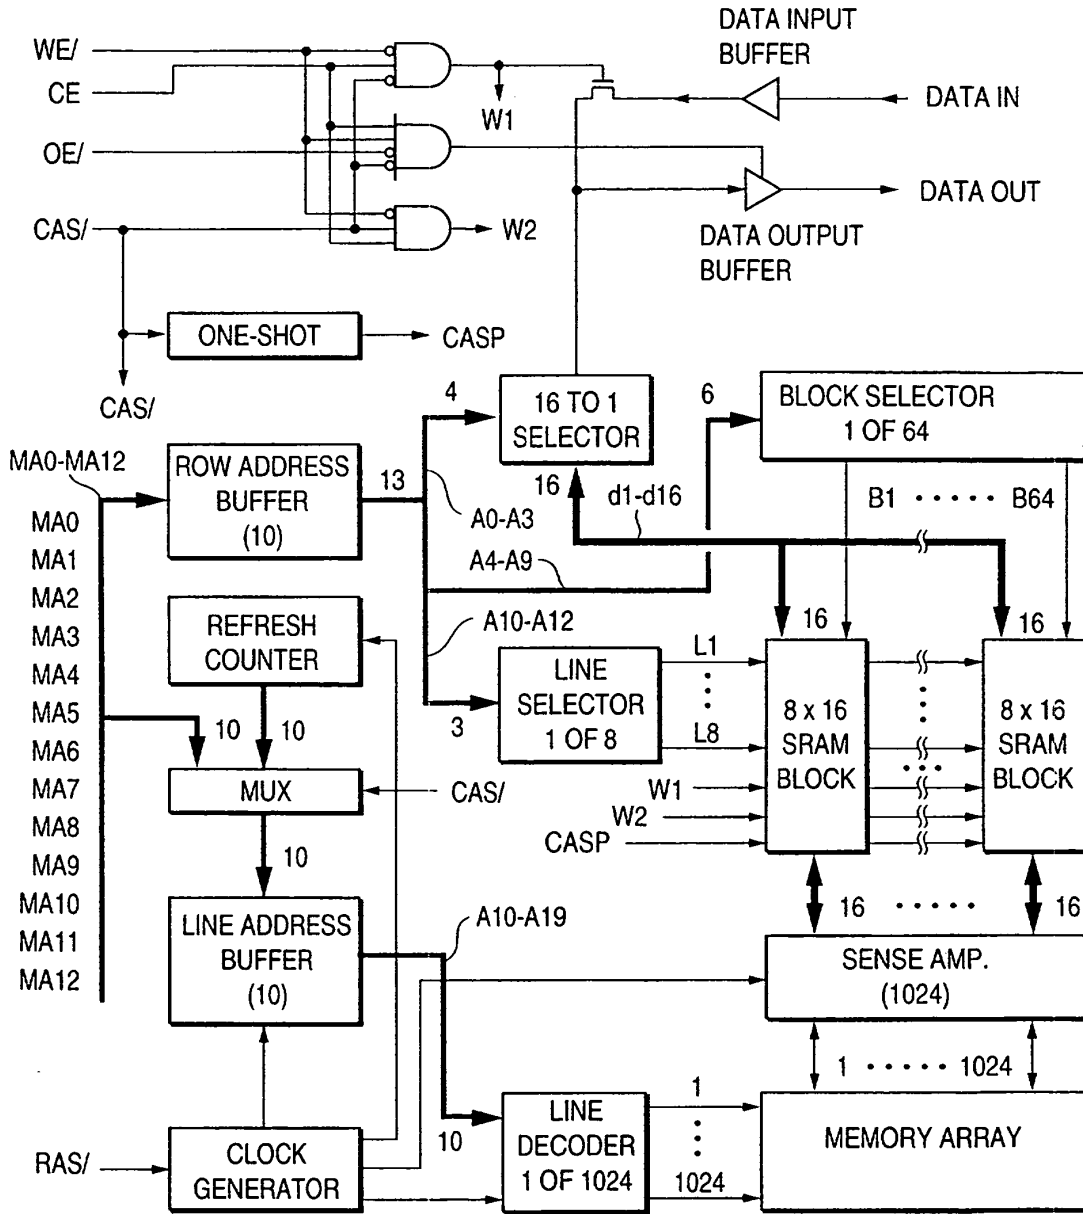 DATA INPUT
BUFFER
WE/
CE
W1
DATA IN
OE/
DATA OUT
CAS/
W2
DATA OUTPUT
BUFFER
ONE-SHOT
CASP
CAS/
4
16 TO 1
SELECTOR
6
BLOCK SELECTOR
1 OF 64
MA0-MA12
ROW ADDRESS
BUFFER
(10)
13
16
d1-d16
B1 · · · · · B64
A0-A3
A4-A9
A10-A12
MA0
MA1
MA2
MA3
MA4
MA5
MA6
MA7
MA8
MA9
MA10
MA11
MA12
REFRESH
COUNTER
10
10
3
LINE
SELECTOR
1 OF 8
L1
L8
16
16
8 x 16
SRAM
BLOCK
8 x 16
SRAM
BLOCK
MUX
CAS/
W1
W2
CASP
10
LINE ADDRESS
BUFFER
(10)
A10-A19
16 · · · · · 16
SENSE AMP.
(1024)
1 · · · · · 1024
RAS/
CLOCK
GENERATOR
10
LINE
DECODER
1 OF 1024
1
1024
MEMORY ARRAY